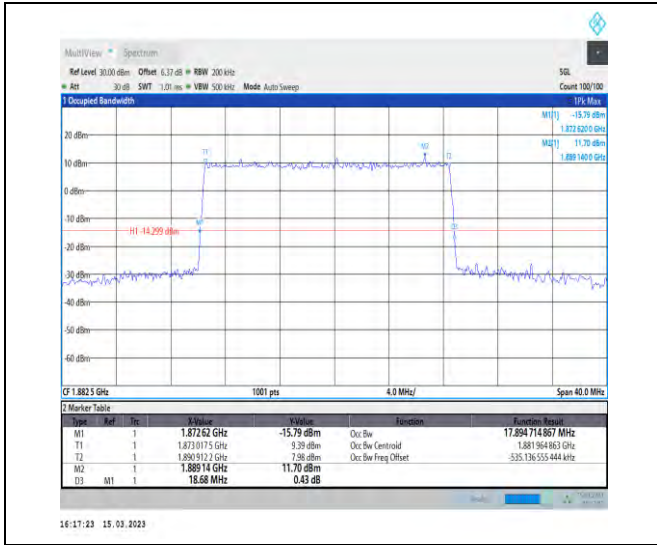 MultiView Spectrum
Ref Level 30.00 dBm Offset 6.37 dB RBW 200 kHz SGL
Att 30 dB SWT 1.01 ms VBW 500 kHz Mode Auto Sweep Count 100/100
1 Occupied Bandwidth 1Pk Max
M1[1] -15.79 dBm
1.872 620 0 GHz
M2[1] 11.70 dBm
1.889 140 0 GHz
20 dBm
T1 M2 T2
10 dBm
0 dBm
-10 dBm
M1 D3
H1 -14.299 dBm
-20 dBm
-30 dBm
-40 dBm
-50 dBm
-60 dBm
CF 1.882 5 GHz 1001 pts 4.0 MHz/ Span 40.0 MHz
2 Marker Table
Type Ref Trc X-Value Y-Value Function Function Result
M1 1 1.872 62 GHz -15.79 dBm Occ Bw 17.894 714 867 MHz
T1 1 1.873 017 5 GHz 9.39 dBm Occ Bw Centroid 1.881 964 863 GHz
T2 1 1.890 912 2 GHz 7.98 dBm Occ Bw Freq Offset -535.136 555 444 kHz
M2 1 1.889 14 GHz 11.70 dBm
D3 M1 1 18.68 MHz 0.43 dB
16:17:23 15.03.2023